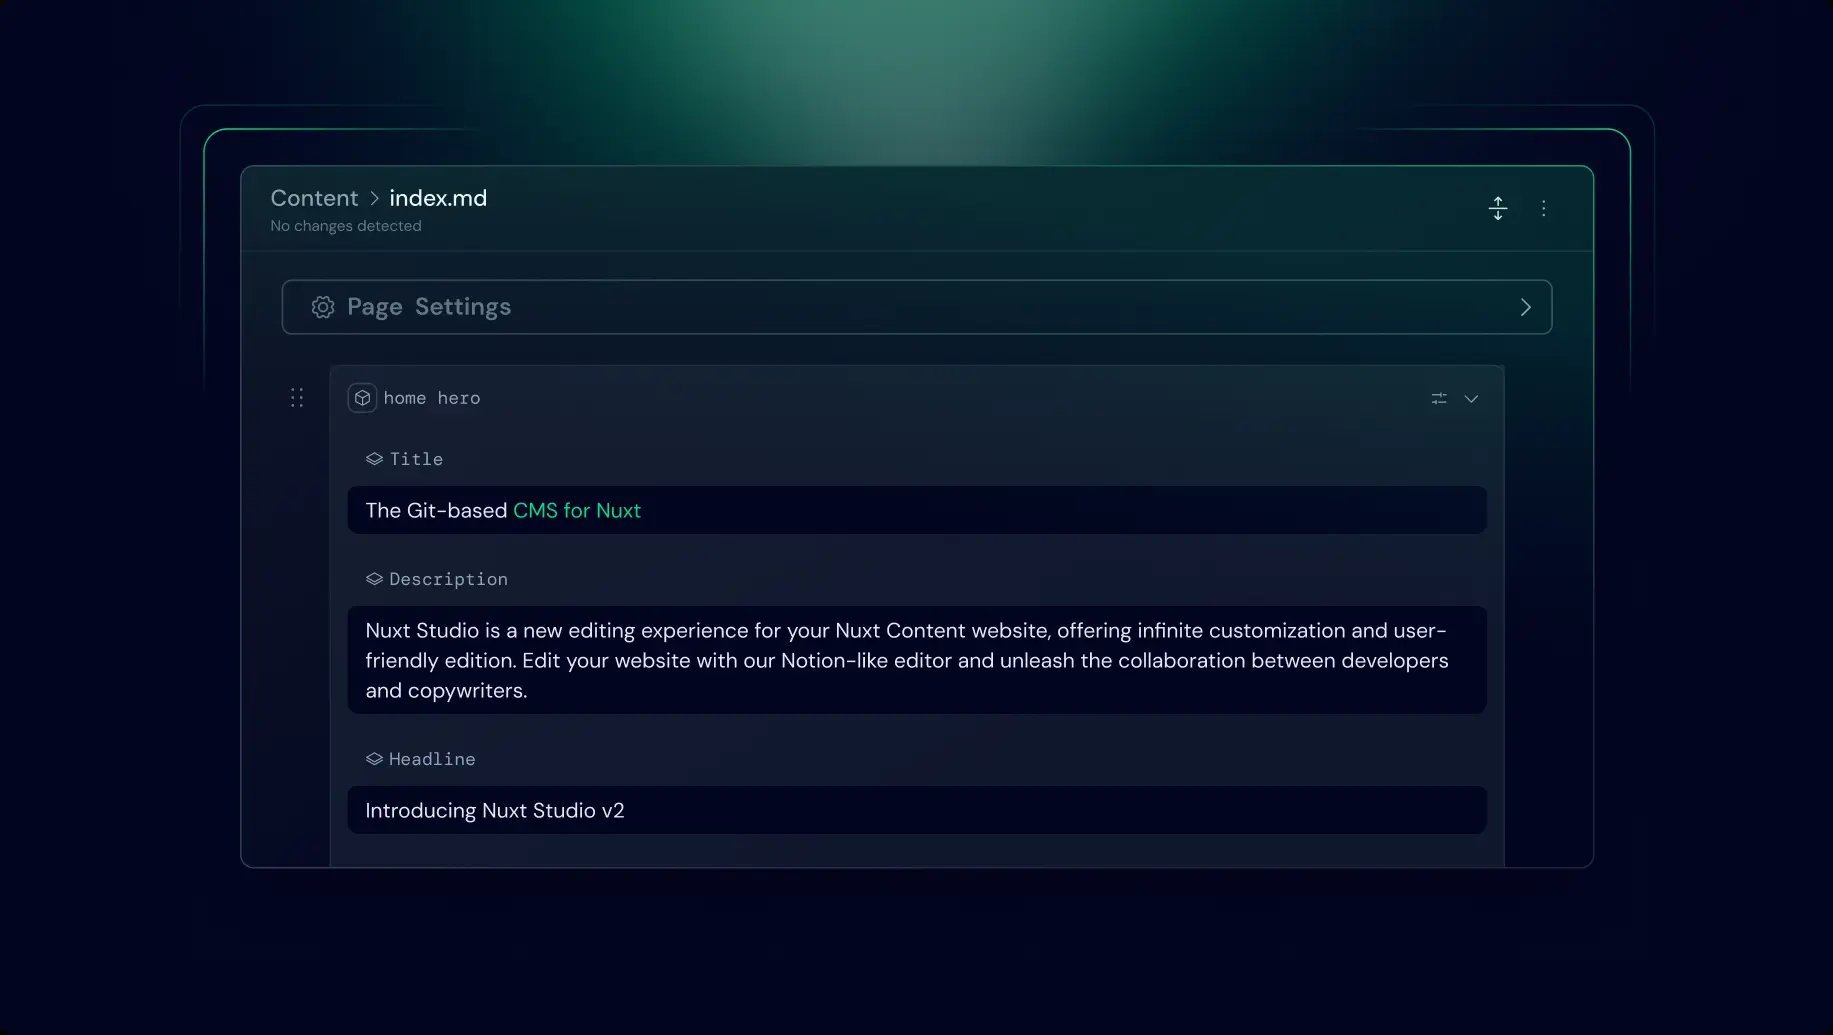 Content > index.md
No changes detected
Page Settings
home hero
Title
The Git-based CMS for Nuxt
Description
Nuxt Studio is a new editing experience for your Nuxt Content website, offering infinite customization and user-
friendly edition. Edit your website with our Notion-like editor and unleash the collaboration between developers
and copywriters.
Headline
Introducing Nuxt Studio v2